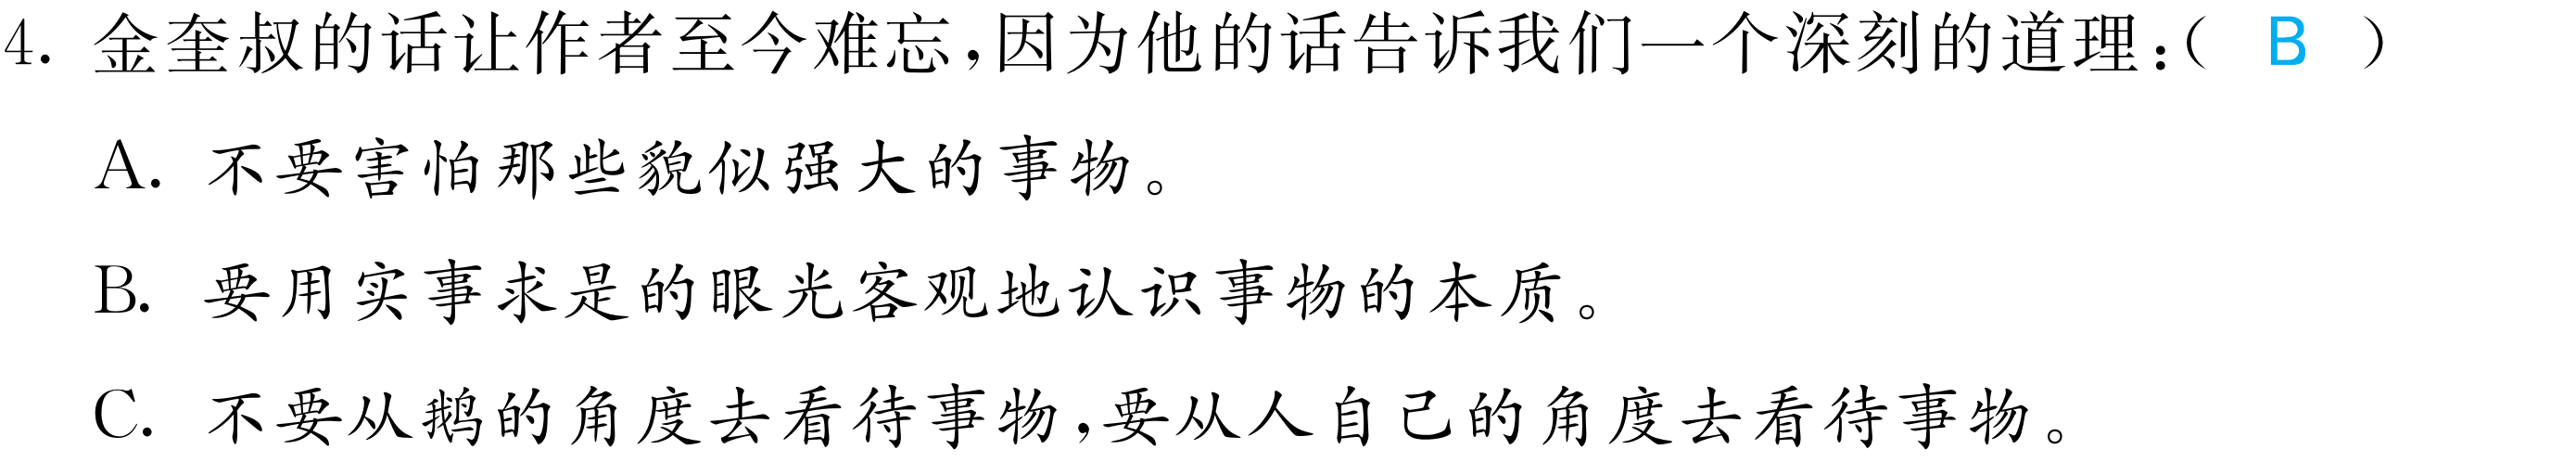 4. 金奎叔的话让作者至今难忘,因为他的话告诉我们一个深刻的道理:( B )
A. 不要害怕那些貌似强大的事物。
B. 要用实事求是的眼光客观地认识事物的本质。
C. 不要从鹅的角度去看待事物,要从人自己的角度去看待事物。